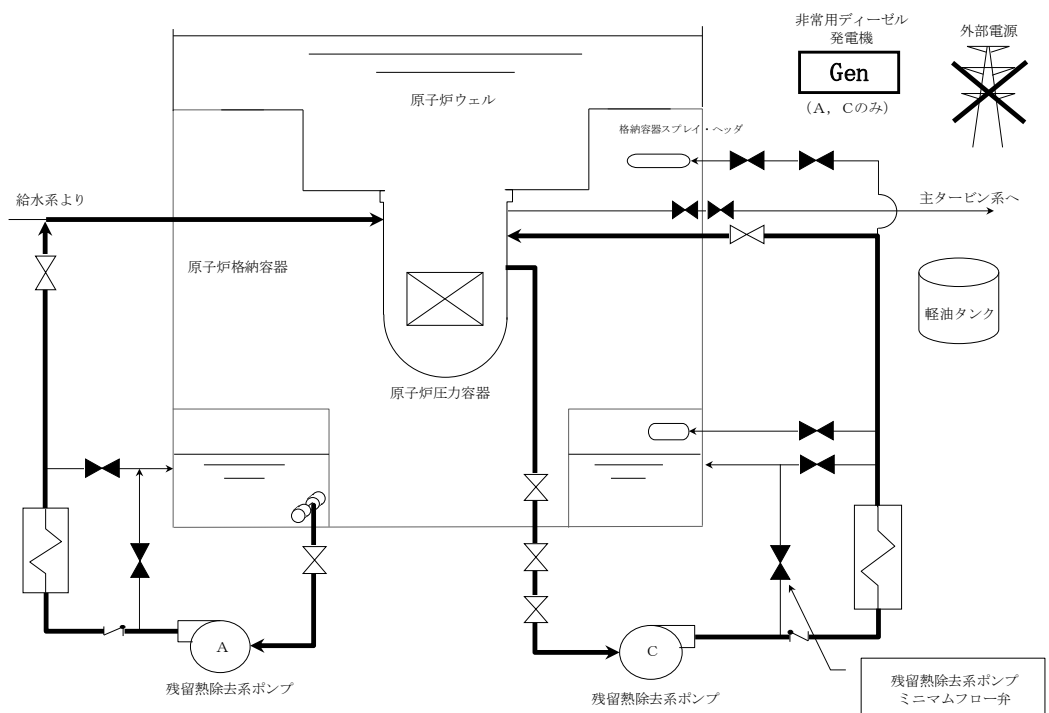 非常用ディーゼル
発電機
Gen
（A，Cのみ）
外部電源
原子炉ウェル
格納容器スプレイ・ヘッダ
給水系より
主タービン系へ
原子炉格納容器
軽油タンク
原子炉圧力容器
A
C
残留熱除去系ポンプ
残留熱除去系ポンプ
残留熱除去系ポンプ
ミニマムフロー弁